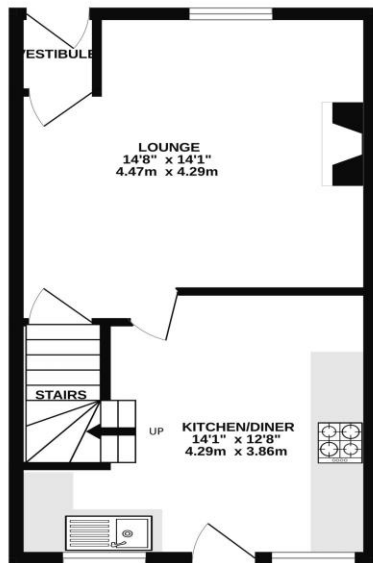 VESTIBULE
LOUNGE
14'8" x 14'1"
4.47m x 4.29m
STAIRS
UP
KITCHEN/DINER
14'1" x 12'8"
4.29m x 3.86m